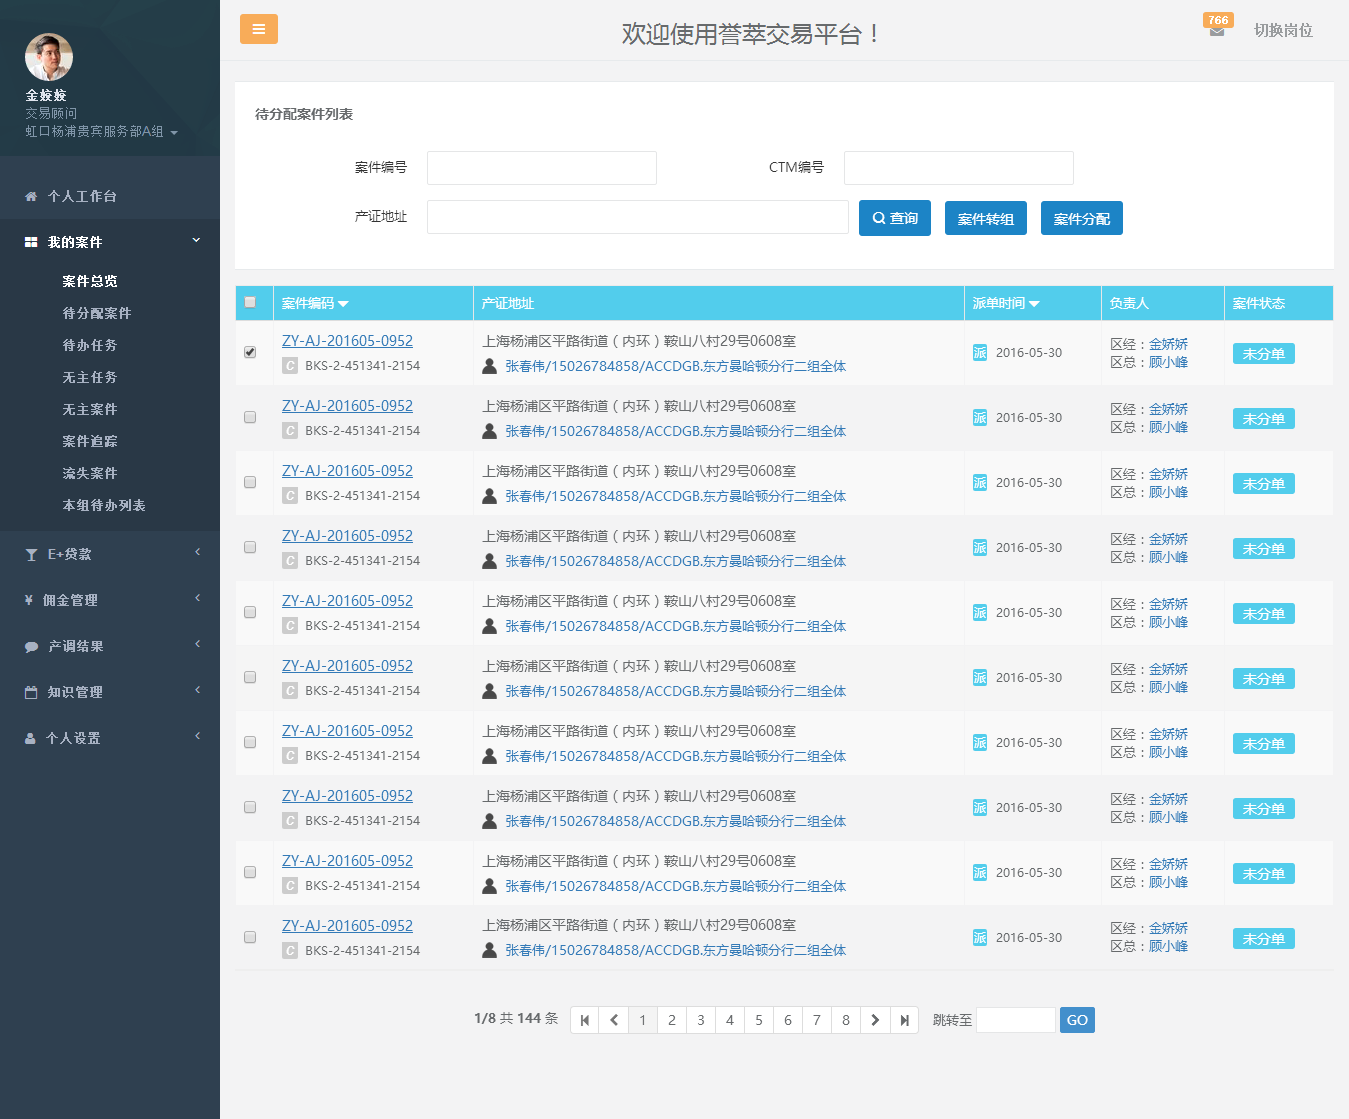 金姣姣
交易顾问
虹口杨浦贵宾服务部A组
个人工作台
我的案件
案件总览
待分配案件
待办任务
无主任务
无主案件
案件追踪
流失案件
本组待办列表
E+贷款
¥ 佣金管理
产调结果
知识管理
个人设置
欢迎使用誉萃交易平台！
766
切换岗位
待分配案件列表
案件编号
CTM编号
产证地址
查询 案件转组 案件分配
案件编码 产证地址 派单时间 负责人 案件状态
ZY-AJ-201605-0952 上海杨浦区平路街道（内环）鞍山八村29号0608室 派 2016-05-30 区经：金娇娇 未分单
C BKS-2-451341-2154 张春伟/15026784858/ACCDGB.东方曼哈顿分行二组全体 区总：顾小峰
ZY-AJ-201605-0952 上海杨浦区平路街道（内环）鞍山八村29号0608室 派 2016-05-30 区经：金娇娇 未分单
C BKS-2-451341-2154 张春伟/15026784858/ACCDGB.东方曼哈顿分行二组全体 区总：顾小峰
ZY-AJ-201605-0952 上海杨浦区平路街道（内环）鞍山八村29号0608室 派 2016-05-30 区经：金娇娇 未分单
C BKS-2-451341-2154 张春伟/15026784858/ACCDGB.东方曼哈顿分行二组全体 区总：顾小峰
ZY-AJ-201605-0952 上海杨浦区平路街道（内环）鞍山八村29号0608室 派 2016-05-30 区经：金娇娇 未分单
C BKS-2-451341-2154 张春伟/15026784858/ACCDGB.东方曼哈顿分行二组全体 区总：顾小峰
ZY-AJ-201605-0952 上海杨浦区平路街道（内环）鞍山八村29号0608室 派 2016-05-30 区经：金娇娇 未分单
C BKS-2-451341-2154 张春伟/15026784858/ACCDGB.东方曼哈顿分行二组全体 区总：顾小峰
ZY-AJ-201605-0952 上海杨浦区平路街道（内环）鞍山八村29号0608室 派 2016-05-30 区经：金娇娇 未分单
C BKS-2-451341-2154 张春伟/15026784858/ACCDGB.东方曼哈顿分行二组全体 区总：顾小峰
ZY-AJ-201605-0952 上海杨浦区平路街道（内环）鞍山八村29号0608室 派 2016-05-30 区经：金娇娇 未分单
C BKS-2-451341-2154 张春伟/15026784858/ACCDGB.东方曼哈顿分行二组全体 区总：顾小峰
ZY-AJ-201605-0952 上海杨浦区平路街道（内环）鞍山八村29号0608室 派 2016-05-30 区经：金娇娇 未分单
C BKS-2-451341-2154 张春伟/15026784858/ACCDGB.东方曼哈顿分行二组全体 区总：顾小峰
ZY-AJ-201605-0952 上海杨浦区平路街道（内环）鞍山八村29号0608室 派 2016-05-30 区经：金娇娇 未分单
C BKS-2-451341-2154 张春伟/15026784858/ACCDGB.东方曼哈顿分行二组全体 区总：顾小峰
ZY-AJ-201605-0952 上海杨浦区平路街道（内环）鞍山八村29号0608室 派 2016-05-30 区经：金娇娇 未分单
C BKS-2-451341-2154 张春伟/15026784858/ACCDGB.东方曼哈顿分行二组全体 区总：顾小峰
1/8 共 144 条 1 2 3 4 5 6 7 8 跳转至 GO